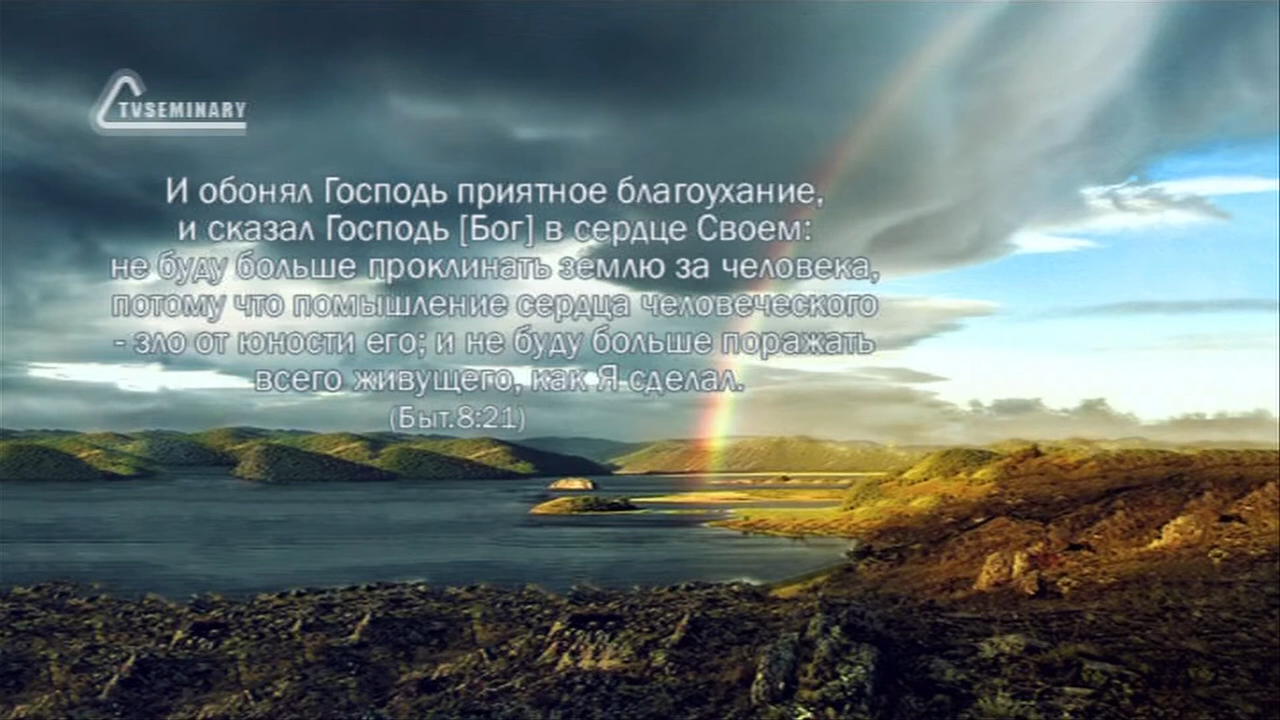 TVSEMINARY
И обонял Господь приятное благоухание,
и сказал Господь [Бог] в сердце Своем:
не буду больше проклинать землю за человека,
потому что помышление сердца человеческого
- зло от юности его; и не буду больше поражать
всего живущего, как Я сделал.
(Быт.8:21)